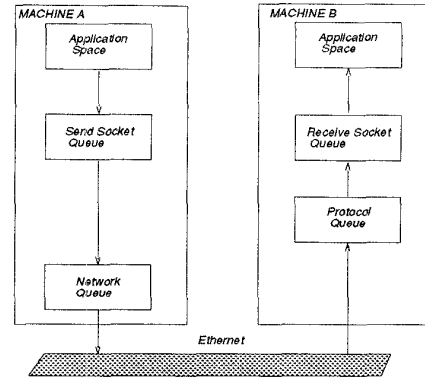 MACHINE A
Application
Space
Send Socket
Queue
Network
Queue
MACHINE B
Application
Space
Receive Socket
Queue
Protocol
Queue
Ethernet